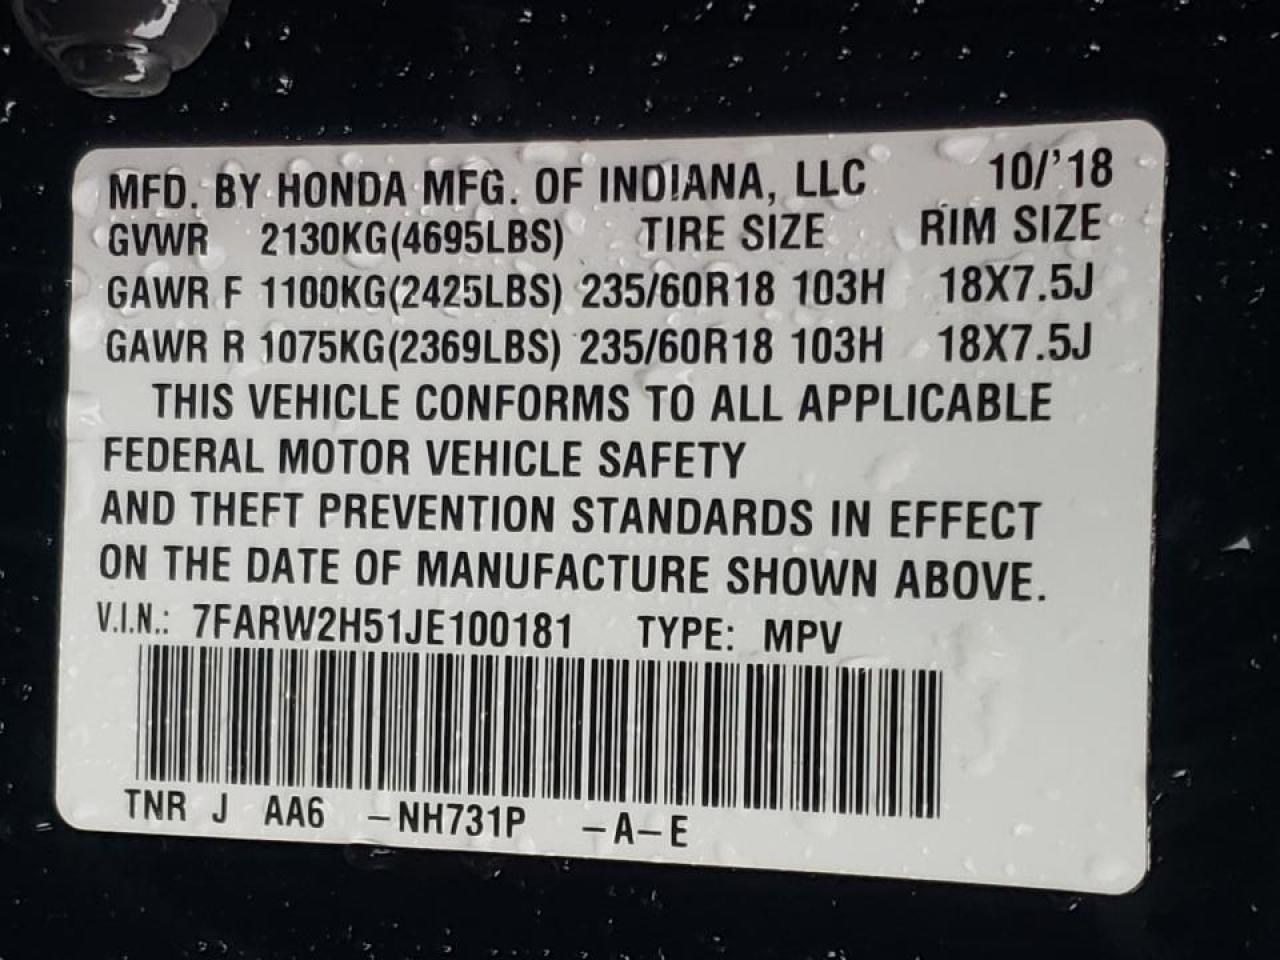 MFD. BY HONDA MFG. OF INDIANA, LLC 10/'18
GVWR 2130KG(4695LBS) TIRE SIZE RIM SIZE
GAWR F 1100KG(2425LBS) 235/60R18 103H 18X7.5J
GAWR R 1075KG(2369LBS) 235/60R18 103H 18X7.5J
THIS VEHICLE CONFORMS TO ALL APPLICABLE
FEDERAL MOTOR VEHICLE SAFETY
AND THEFT PREVENTION STANDARDS IN EFFECT
ON THE DATE OF MANUFACTURE SHOWN ABOVE.
V.I.N.: 7FARW2H51JE100181 TYPE: MPV
TNR J AA6 -NH731P -A-E